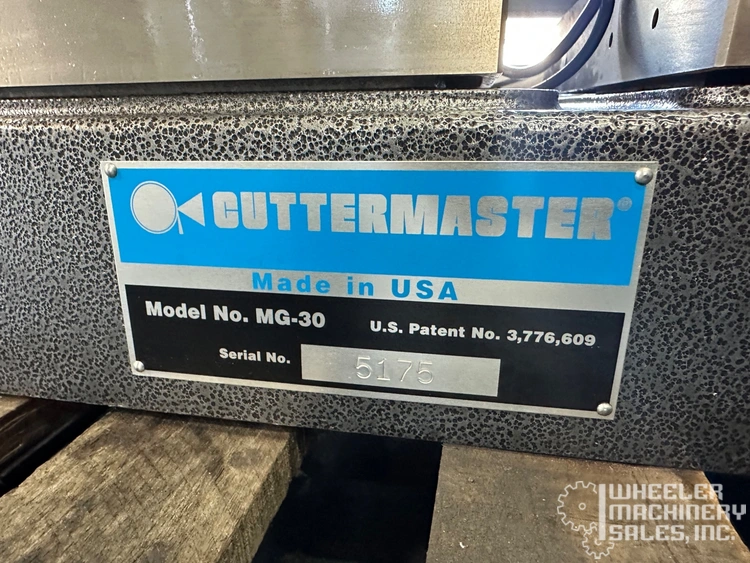 CUTTERMASTER®
Made in USA
Model No. MG-30
U.S. Patent No. 3,776,609
Serial No. 5175
WHEELER
MACHINERY
SALES, INC.